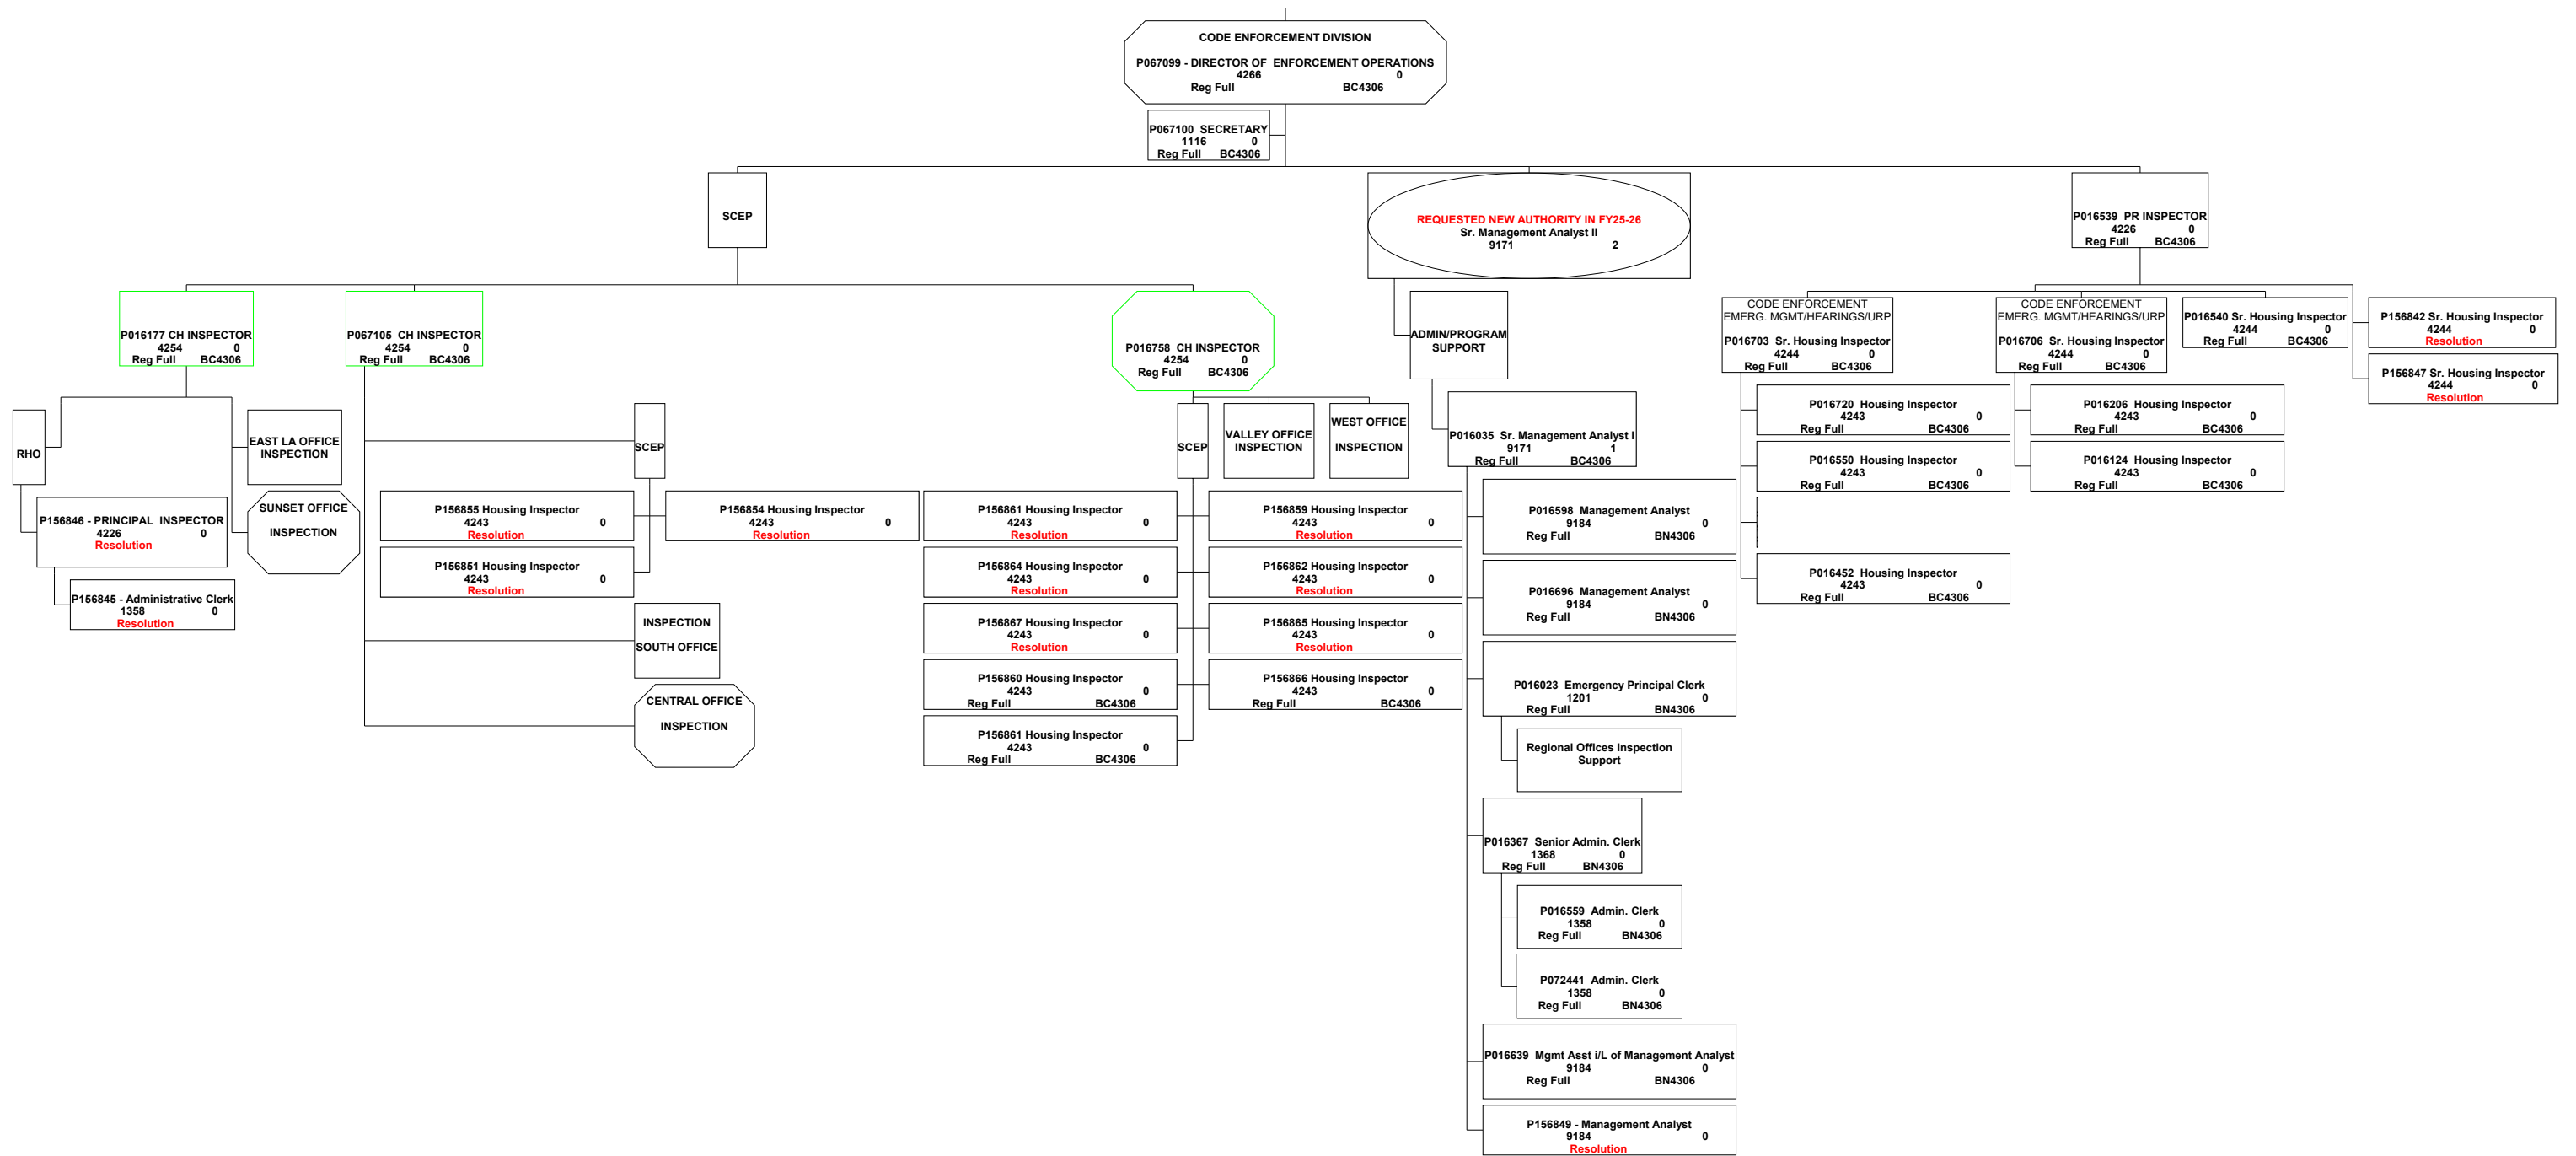 CODE ENFORCEMENT DIVISION
P067099 - DIRECTOR OF ENFORCEMENT OPERATIONS
4266 0
Reg Full BC4306
P067100 SECRETARY
1116 0
Reg Full BC4306
SCEP
REQUESTED NEW AUTHORITY IN FY25-26
Sr. Management Analyst II
9171 2
P016539 PR INSPECTOR
4226 0
Reg Full BC4306
P016177 CH INSPECTOR
4254 0
Reg Full BC4306
P067105 CH INSPECTOR
4254 0
Reg Full BC4306
P016758 CH INSPECTOR
4254 0
Reg Full BC4306
RHO
EAST LA OFFICE
INSPECTION
SUNSET OFFICE
INSPECTION
P156846 - PRINCIPAL INSPECTOR
4226 0
Resolution
P156845 - Administrative Clerk
1358 0
Resolution
SCEP
P156855 Housing Inspector
4243 0
Resolution
P156854 Housing Inspector
4243 0
Resolution
P156851 Housing Inspector
4243 0
Resolution
INSPECTION
SOUTH OFFICE
CENTRAL OFFICE
INSPECTION
SCEP
VALLEY OFFICE
INSPECTION
WEST OFFICE
INSPECTION
P156861 Housing Inspector
4243 0
Resolution
P156859 Housing Inspector
4243 0
Resolution
P156864 Housing Inspector
4243 0
Resolution
P156862 Housing Inspector
4243 0
Resolution
P156867 Housing Inspector
4243 0
Resolution
P156865 Housing Inspector
4243 0
Resolution
P156860 Housing Inspector
4243 0
Reg Full BC4306
P156866 Housing Inspector
4243 0
Reg Full BC4306
P156861 Housing Inspector
4243 0
Reg Full BC4306
ADMIN/PROGRAM
SUPPORT
P016035 Sr. Management Analyst I
9171 1
Reg Full BC4306
P016598 Management Analyst
9184 0
Reg Full BN4306
P016696 Management Analyst
9184 0
Reg Full BN4306
P016023 Emergency Principal Clerk
1201 0
Reg Full BN4306
Regional Offices Inspection
Support
P016367 Senior Admin. Clerk
1368 0
Reg Full BN4306
P016559 Admin. Clerk
1358 0
Reg Full BN4306
P072441 Admin. Clerk
1358 0
Reg Full BN4306
P016639 Mgmt Asst i/L of Management Analyst
9184 0
Reg Full BN4306
P156849 - Management Analyst
9184 0
Resolution
CODE ENFORCEMENT
EMERG. MGMT/HEARINGS/URP
P016703 Sr. Housing Inspector
4244 0
Reg Full BC4306
CODE ENFORCEMENT
EMERG. MGMT/HEARINGS/URP
P016706 Sr. Housing Inspector
4244 0
Reg Full BC4306
P016540 Sr. Housing Inspector
4244 0
Reg Full BC4306
P156842 Sr. Housing Inspector
4244 0
Resolution
P156847 Sr. Housing Inspector
4244 0
Resolution
P016720 Housing Inspector
4243 0
Reg Full BC4306
P016550 Housing Inspector
4243 0
Reg Full BC4306
P016452 Housing Inspector
4243 0
Reg Full BC4306
P016206 Housing Inspector
4243 0
Reg Full BC4306
P016124 Housing Inspector
4243 0
Reg Full BC4306